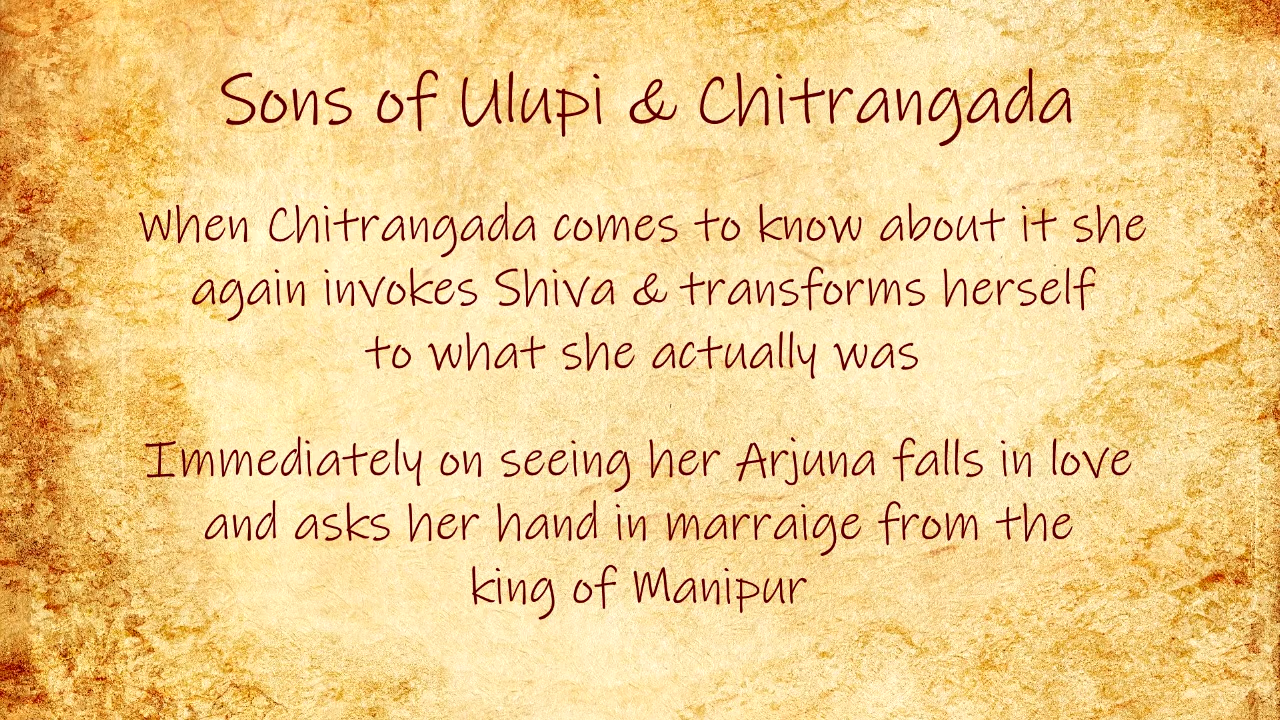 Sons of Ulupi & Chitrangada
When Chitrangada comes to know about it she
again invokes Shiva & transforms herself
to what she actually was
Immediately on seeing her Arjuna falls in love
and asks her hand in marraige from the
king of Manipur